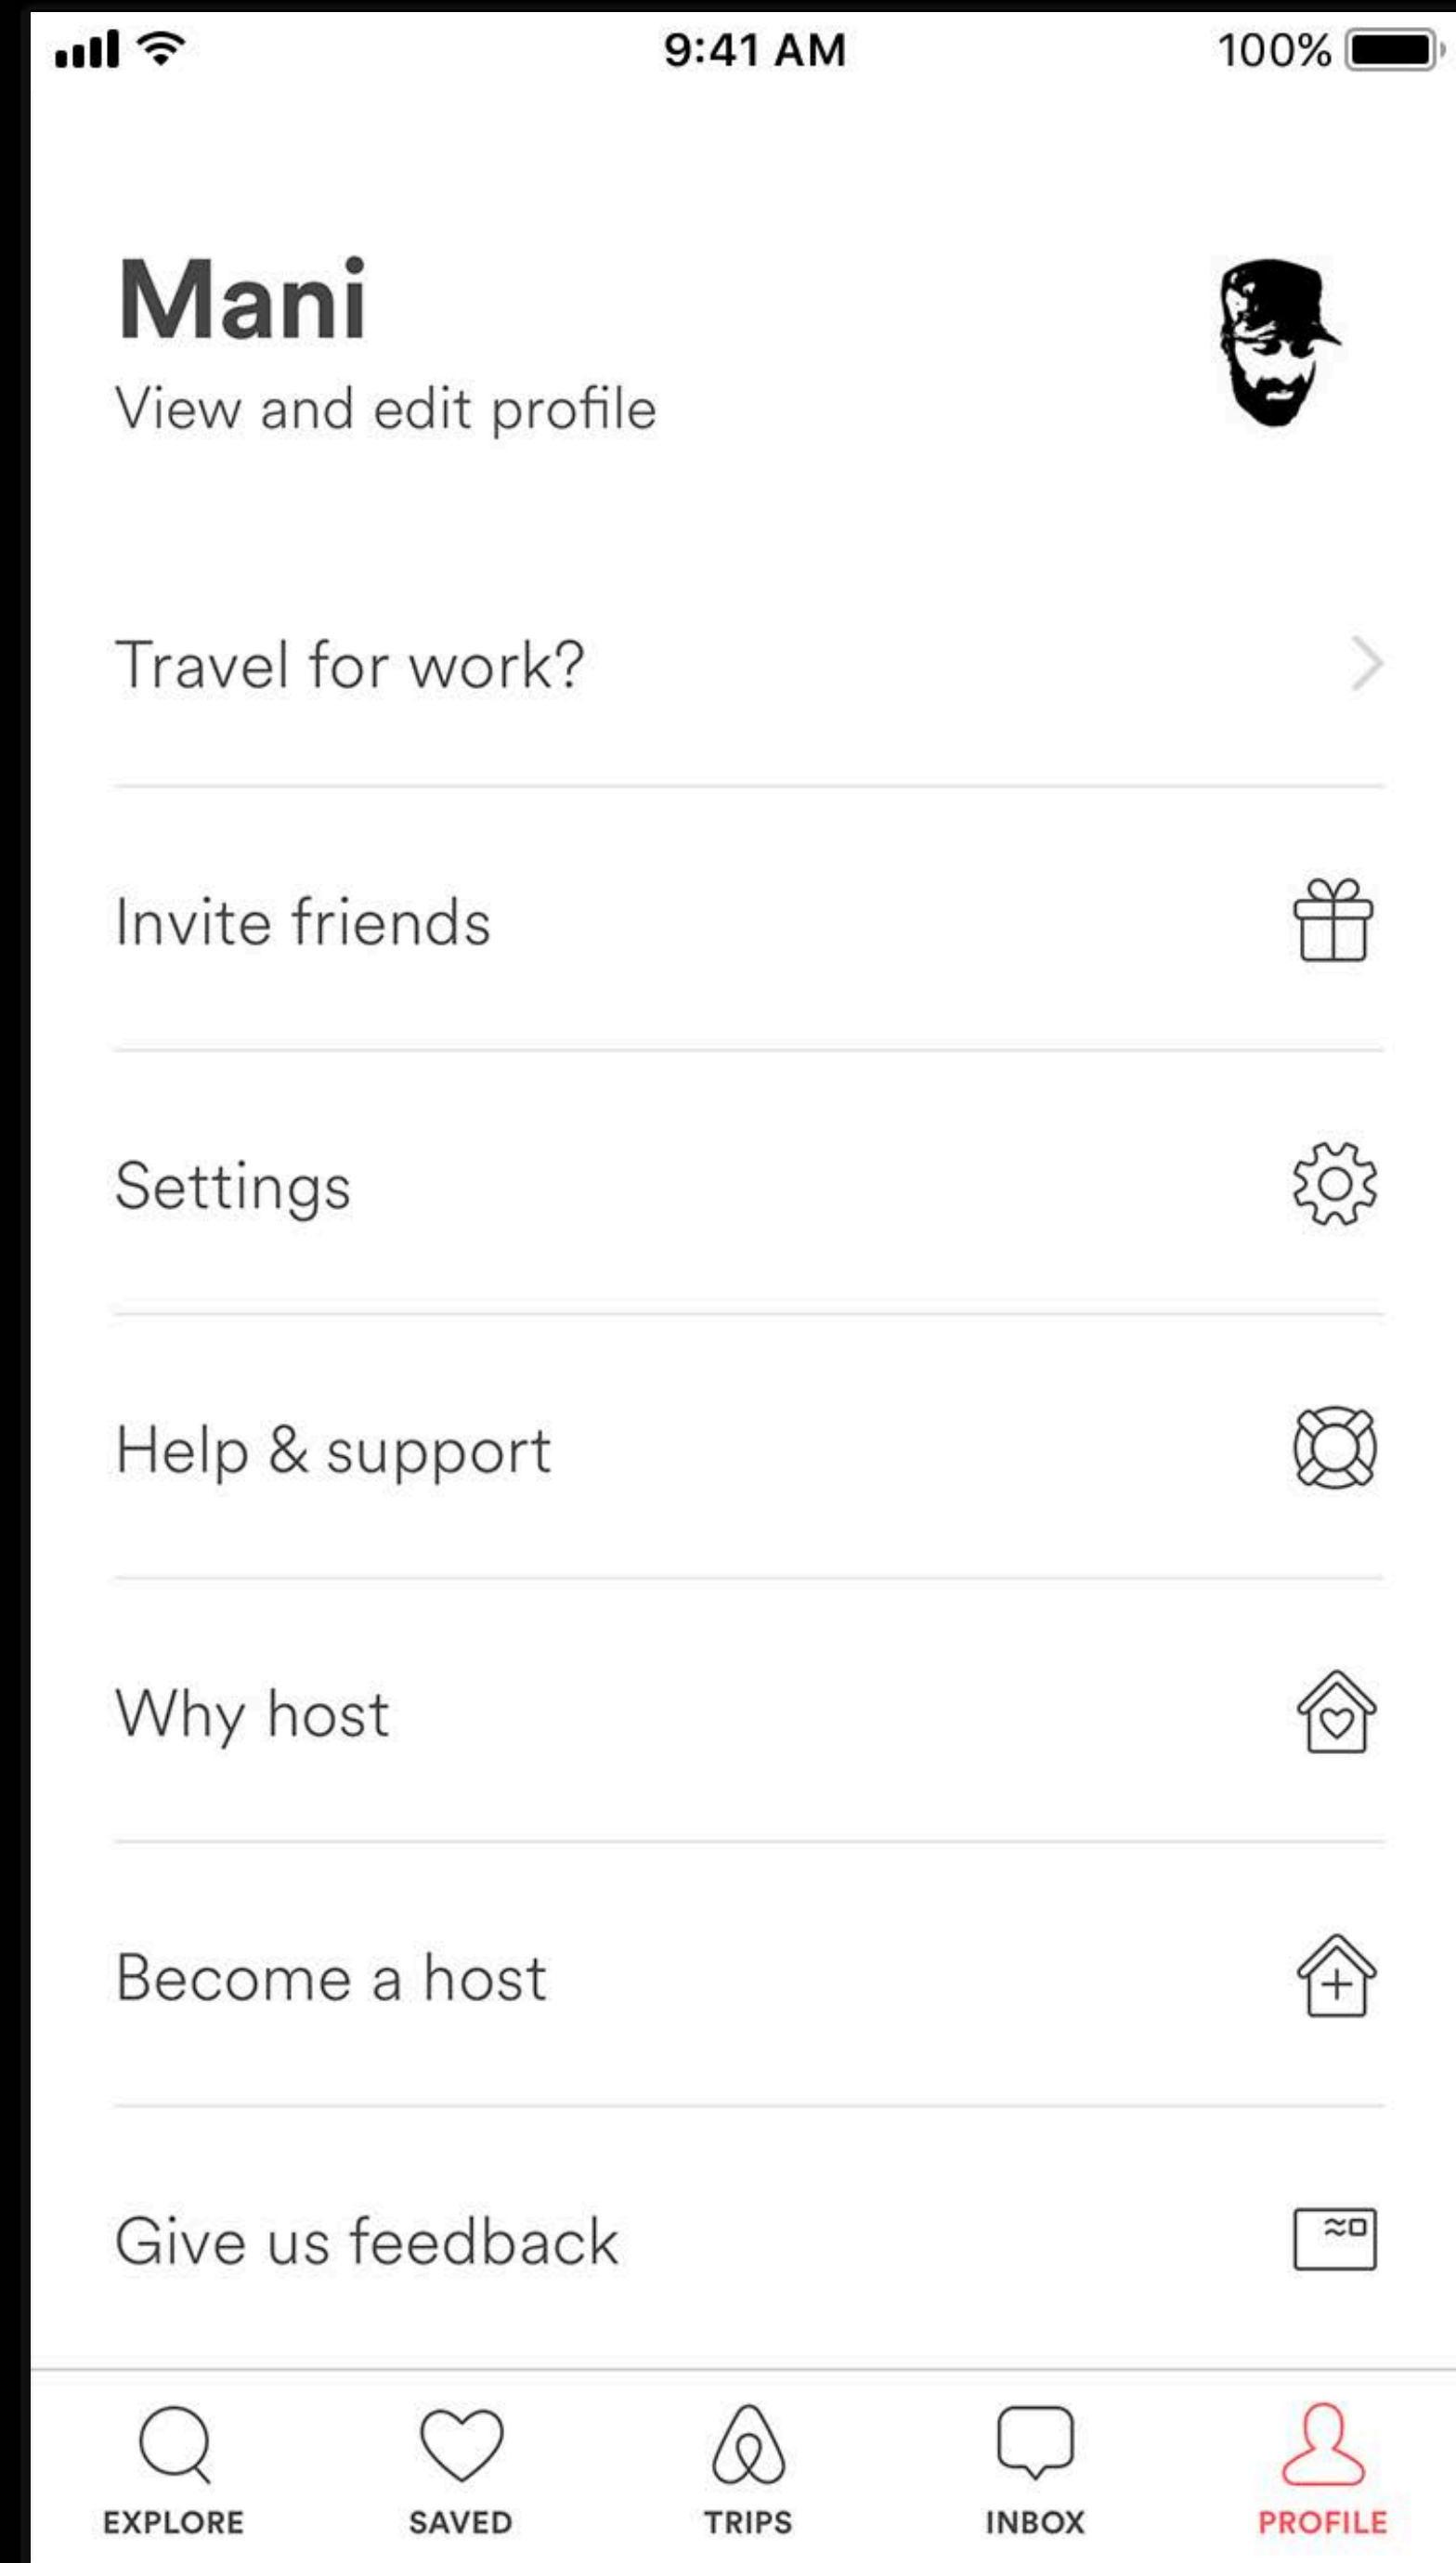 9:41 AM 100%
Mani
View and edit profile
Travel for work?
Invite friends
Settings
Help & support
Why host
Become a host
Give us feedback
EXPLORE SAVED TRIPS INBOX PROFILE